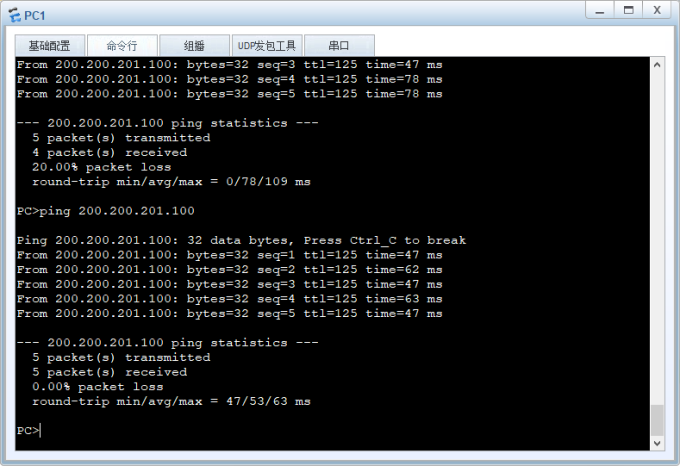 PC1
基础配置 命令行 组播 UDP发包工具 串口
From 200.200.201.100: bytes=32 seq=3 ttl=125 time=47 ms
From 200.200.201.100: bytes=32 seq=4 ttl=125 time=78 ms
From 200.200.201.100: bytes=32 seq=5 ttl=125 time=78 ms
--- 200.200.201.100 ping statistics ---
5 packet(s) transmitted
4 packet(s) received
20.00% packet loss
round-trip min/avg/max = 0/78/109 ms
PC>ping 200.200.201.100
Ping 200.200.201.100: 32 data bytes, Press Ctrl_C to break
From 200.200.201.100: bytes=32 seq=1 ttl=125 time=47 ms
From 200.200.201.100: bytes=32 seq=2 ttl=125 time=62 ms
From 200.200.201.100: bytes=32 seq=3 ttl=125 time=47 ms
From 200.200.201.100: bytes=32 seq=4 ttl=125 time=63 ms
From 200.200.201.100: bytes=32 seq=5 ttl=125 time=47 ms
--- 200.200.201.100 ping statistics ---
5 packet(s) transmitted
5 packet(s) received
0.00% packet loss
round-trip min/avg/max = 47/53/63 ms
PC>